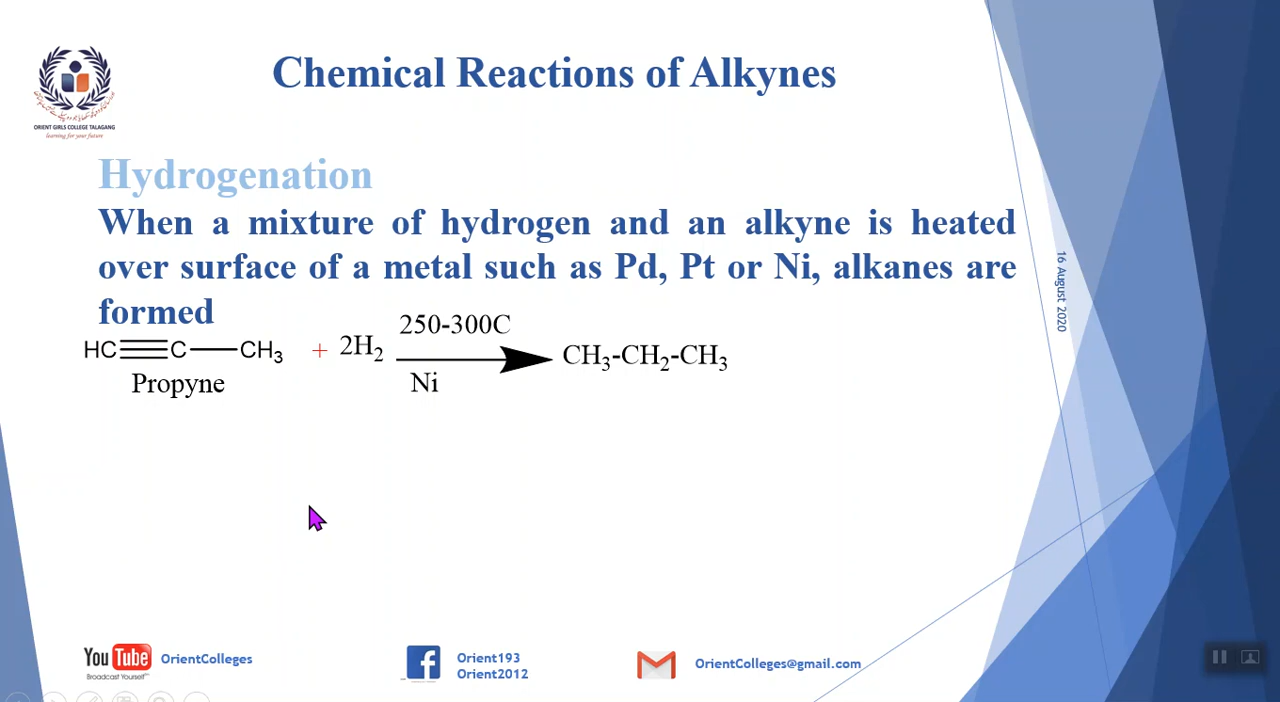 Chemical Reactions of Alkynes
ORIENT GIRLS COLLEGE TALAGANG
learning for your future
Hydrogenation
When a mixture of hydrogen and an alkyne is heated
over surface of a metal such as Pd, Pt or Ni, alkanes are
formed
16 August 2020
250-300C
HC≡C—CH₃ + 2H₂ → CH₃-CH₂-CH₃
Propyne
Ni
YouTube
Broadcast Yourself™
OrientColleges
f
Orient193
Orient2012
OrientColleges@gmail.com